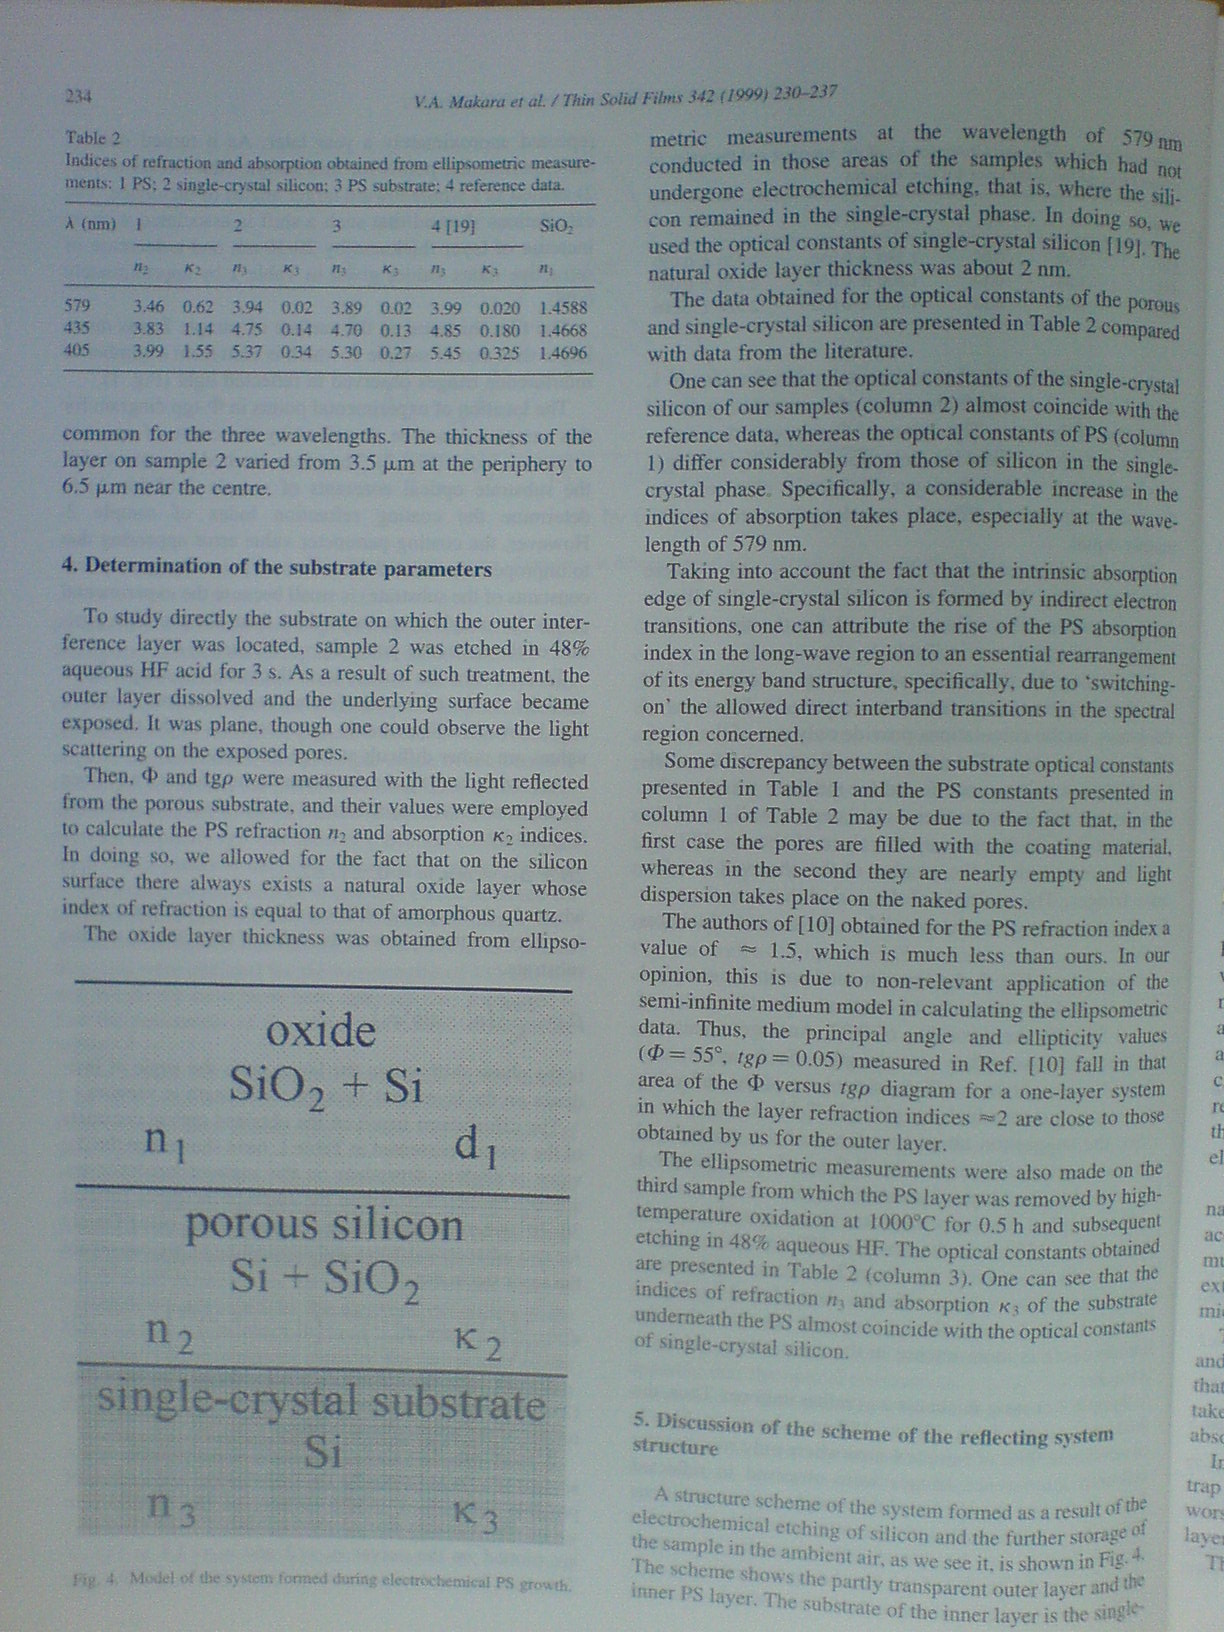 234
V.A. Makara et al. / Thin Solid Films 342 (1999) 230–237
Table 2
Indices of refraction and absorption obtained from ellipsometric measure-
ments: 1 PS; 2 single-crystal silicon; 3 PS substrate; 4 reference data.
λ (nm) 1 2 3 4 [19] SiO₂
n₂ κ₂ n₃ κ₃ n₃ κ₃ n₃ κ₃ n₁
579 3.46 0.62 3.94 0.02 3.89 0.02 3.99 0.020 1.4588
435 3.83 1.14 4.75 0.14 4.70 0.13 4.85 0.180 1.4668
405 3.99 1.55 5.37 0.34 5.30 0.27 5.45 0.325 1.4696
common for the three wavelengths. The thickness of the
layer on sample 2 varied from 3.5 μm at the periphery to
6.5 μm near the centre.
4. Determination of the substrate parameters
To study directly the substrate on which the outer inter-
ference layer was located, sample 2 was etched in 48%
aqueous HF acid for 3 s. As a result of such treatment, the
outer layer dissolved and the underlying surface became
exposed. It was plane, though one could observe the light
scattering on the exposed pores.
Then, Φ and tgρ were measured with the light reflected
from the porous substrate, and their values were employed
to calculate the PS refraction n₂ and absorption κ₂ indices.
In doing so, we allowed for the fact that on the silicon
surface there always exists a natural oxide layer whose
index of refraction is equal to that of amorphous quartz.
The oxide layer thickness was obtained from ellipso-
oxide
SiO₂ + Si
n₁ d₁
porous silicon
Si + SiO₂
n₂ κ₂
single-crystal substrate
Si
n₃ κ₃
Fig. 4. Model of the system formed during electrochemical PS growth.
metric measurements at the wavelength of 579 nm
conducted in those areas of the samples which had not
undergone electrochemical etching, that is, where the sili-
con remained in the single-crystal phase. In doing so, we
used the optical constants of single-crystal silicon [19]. The
natural oxide layer thickness was about 2 nm.
The data obtained for the optical constants of the porous
and single-crystal silicon are presented in Table 2 compared
with data from the literature.
One can see that the optical constants of the single-crystal
silicon of our samples (column 2) almost coincide with the
reference data, whereas the optical constants of PS (column
1) differ considerably from those of silicon in the single-
crystal phase. Specifically, a considerable increase in the
indices of absorption takes place, especially at the wave-
length of 579 nm.
Taking into account the fact that the intrinsic absorption
edge of single-crystal silicon is formed by indirect electron
transitions, one can attribute the rise of the PS absorption
index in the long-wave region to an essential rearrangement
of its energy band structure, specifically, due to 'switching-
on' the allowed direct interband transitions in the spectral
region concerned.
Some discrepancy between the substrate optical constants
presented in Table 1 and the PS constants presented in
column 1 of Table 2 may be due to the fact that, in the
first case the pores are filled with the coating material,
whereas in the second they are nearly empty and light
dispersion takes place on the naked pores.
The authors of [10] obtained for the PS refraction index a
value of ≈ 1.5, which is much less than ours. In our
opinion, this is due to non-relevant application of the
semi-infinite medium model in calculating the ellipsometric
data. Thus, the principal angle and ellipticity values
(Φ = 55°, tgρ = 0.05) measured in Ref. [10] fall in that
area of the Φ versus tgρ diagram for a one-layer system
in which the layer refraction indices ≈2 are close to those
obtained by us for the outer layer.
The ellipsometric measurements were also made on the
third sample from which the PS layer was removed by high-
temperature oxidation at 1000°C for 0.5 h and subsequent
etching in 48% aqueous HF. The optical constants obtained
are presented in Table 2 (column 3). One can see that the
indices of refraction n₃ and absorption κ₃ of the substrate
underneath the PS almost coincide with the optical constants
of single-crystal silicon.
5. Discussion of the scheme of the reflecting system
structure
A structure scheme of the system formed as a result of the
electrochemical etching of silicon and the further storage of
the sample in the ambient air, as we see it, is shown in Fig. 4.
The scheme shows the partly transparent outer layer and the
inner PS layer. The substrate of the inner layer is the single-